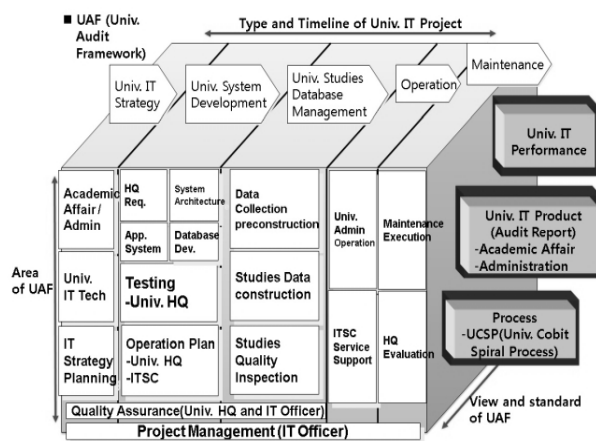 ■ UAF (Univ.
Audit
Framework)
Type and Timeline of Univ. IT Project
Univ. IT
Strategy
Univ. System
Development
Univ. Studies
Database
Management
Operation
Maintenance
Univ. IT
Performance
Univ. IT Product
(Audit Report)
-Academic Affair
-Administration
Process
-UCSP(Univ. Cobit
Spiral Process)
View and standard
of UAF
Area
of UAF
Academic
Affair/
Admin
Univ.
IT Tech
IT
Strategy
Planning
HQ
Req.
System
Architecture
App.
System
Database
Dev.
Testing
-Univ. HQ
Operation Plan
-Univ. HQ
-ITSC
Data
Collection
preconstruction
Studies Data
construction
Studies
Quality
Inspection
Univ.
Admin
Operation
ITSC
Service
Support
Maintenance
Execution
HQ
Evaluation
Quality Assurance(Univ. HQ and IT Officer)
Project Management (IT Officer)